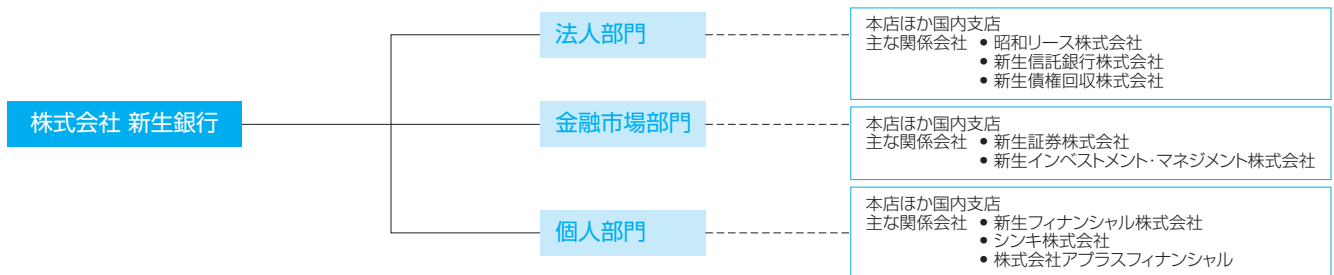 株式会社 新生銀行
法人部門
本店ほか国内支店
主な関係会社 • 昭和リース株式会社
• 新生信託銀行株式会社
• 新生債権回収株式会社
金融市場部門
本店ほか国内支店
主な関係会社 • 新生証券株式会社
• 新生インベストメント・マネジメント株式会社
個人部門
本店ほか国内支店
主な関係会社 • 新生フィナンシャル株式会社
• シンキ株式会社
• 株式会社アプラスフィナンシャル